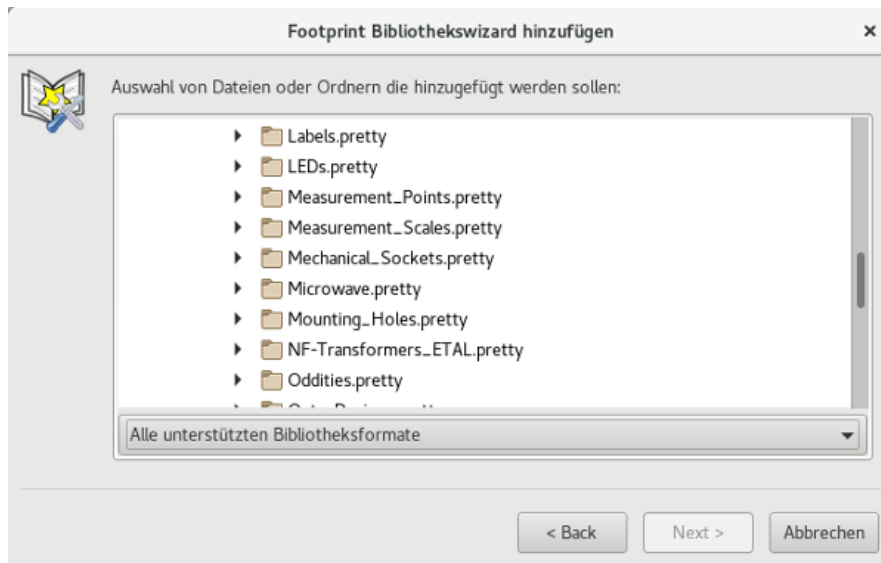 Footprint Bibliothekswizard hinzufügen
Auswahl von Dateien oder Ordnern die hinzugefügt werden sollen:
Labels.pretty
LEDs.pretty
Measurement_Points.pretty
Measurement_Scales.pretty
Mechanical_Sockets.pretty
Microwave.pretty
Mounting_Holes.pretty
NF-Transformers_ETAL.pretty
Oddities.pretty
Alle unterstützten Bibliotheksformate
< Back Next > Abbrechen